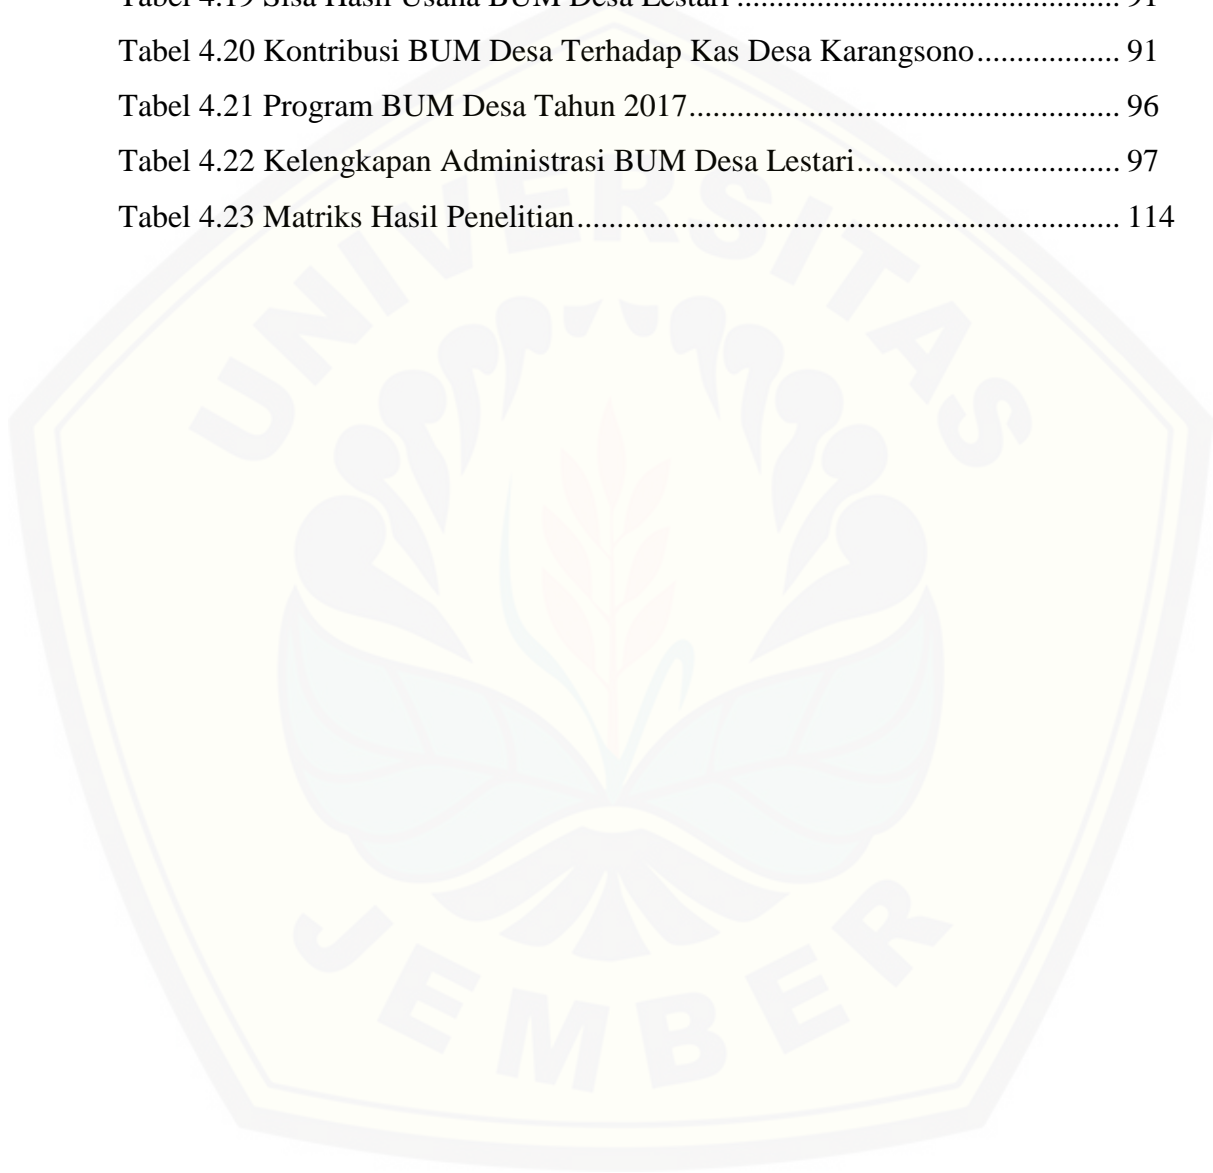 Tabel 4.19 Sisa Hasil Usaha BUM Desa Lestari ................................................ 91
Tabel 4.20 Kontribusi BUM Desa Terhadap Kas Desa Karangsono .................. 91
Tabel 4.21 Program BUM Desa Tahun 2017...................................................... 96
Tabel 4.22 Kelengkapan Administrasi BUM Desa Lestari................................. 97
Tabel 4.23 Matriks Hasil Penelitian.................................................................... 114
UNIVERSITAS
JEMBER